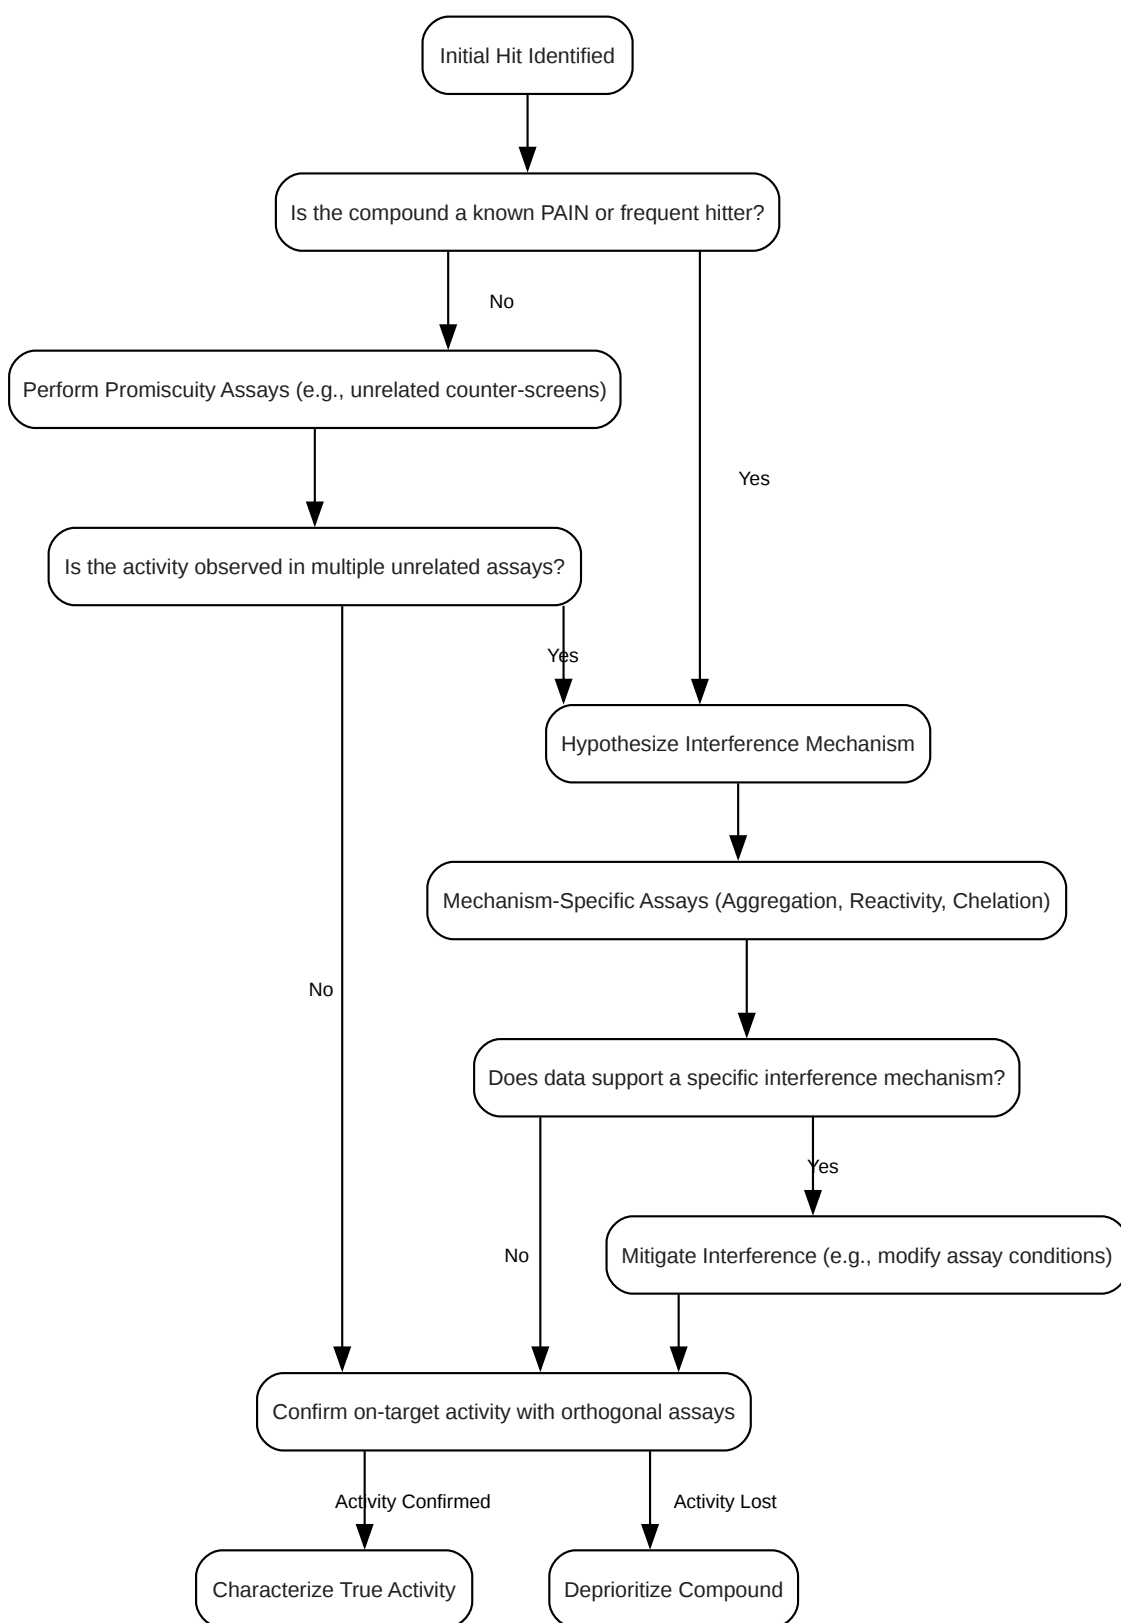 Initial Hit Identified
Is the compound a known PAIN or frequent hitter?
No
Perform Promiscuity Assays (e.g., unrelated counter-screens)
Yes
Is the activity observed in multiple unrelated assays?
Yes
Hypothesize Interference Mechanism
Mechanism-Specific Assays (Aggregation, Reactivity, Chelation)
No
Does data support a specific interference mechanism?
Yes
No
Mitigate Interference (e.g., modify assay conditions)
Confirm on-target activity with orthogonal assays
Activity Confirmed
Activity Lost
Characterize True Activity
Deprioritize Compound